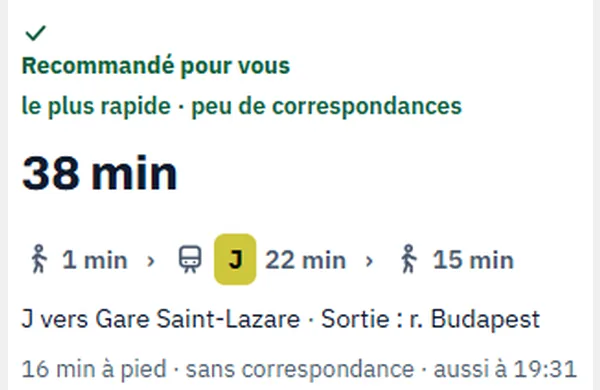 Recommandé pour vous
le plus rapide · peu de correspondances
38 min
1 min › J 22 min › 15 min
J vers Gare Saint-Lazare · Sortie : r. Budapest
16 min à pied · sans correspondance · aussi à 19:31